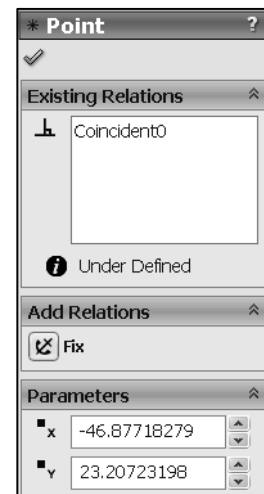 * Point ?
Existing Relations
Coincident0
Under Defined
Add Relations
Fix
Parameters
x -46.87718279
Y 23.20723198